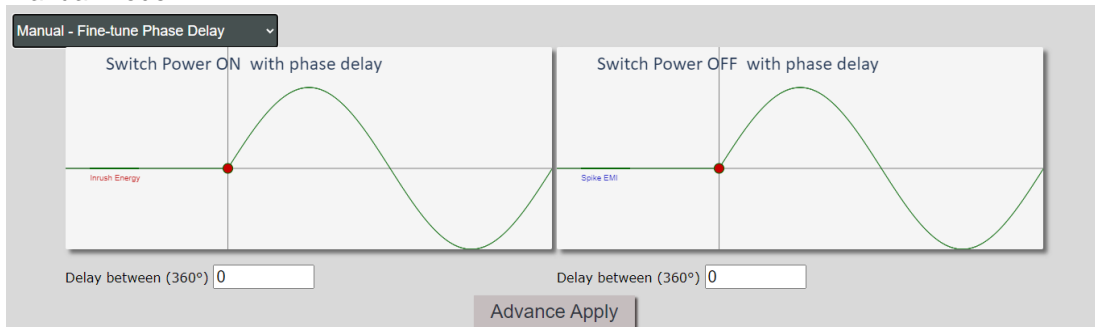 Manual - Fine-tune Phase Delay
Switch Power ON with phase delay
Inrush Energy
Switch Power OFF with phase delay
Spike EMI
Delay between (360°) 0
Delay between (360°) 0
Advance Apply